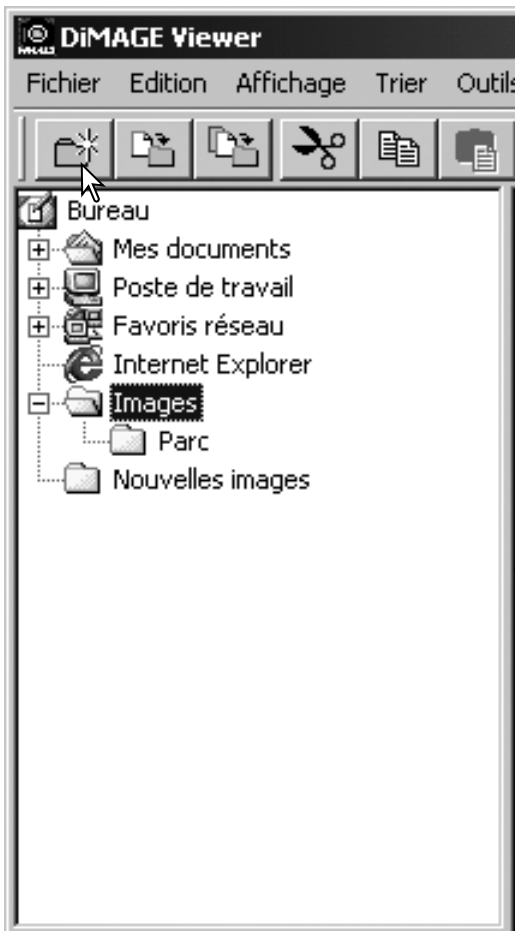 DiMAGE Viewer
Fichier Edition Affichage Trier Outils
Bureau
Mes documents
Poste de travail
Favoris réseau
Internet Explorer
Images
Parc
Nouvelles images